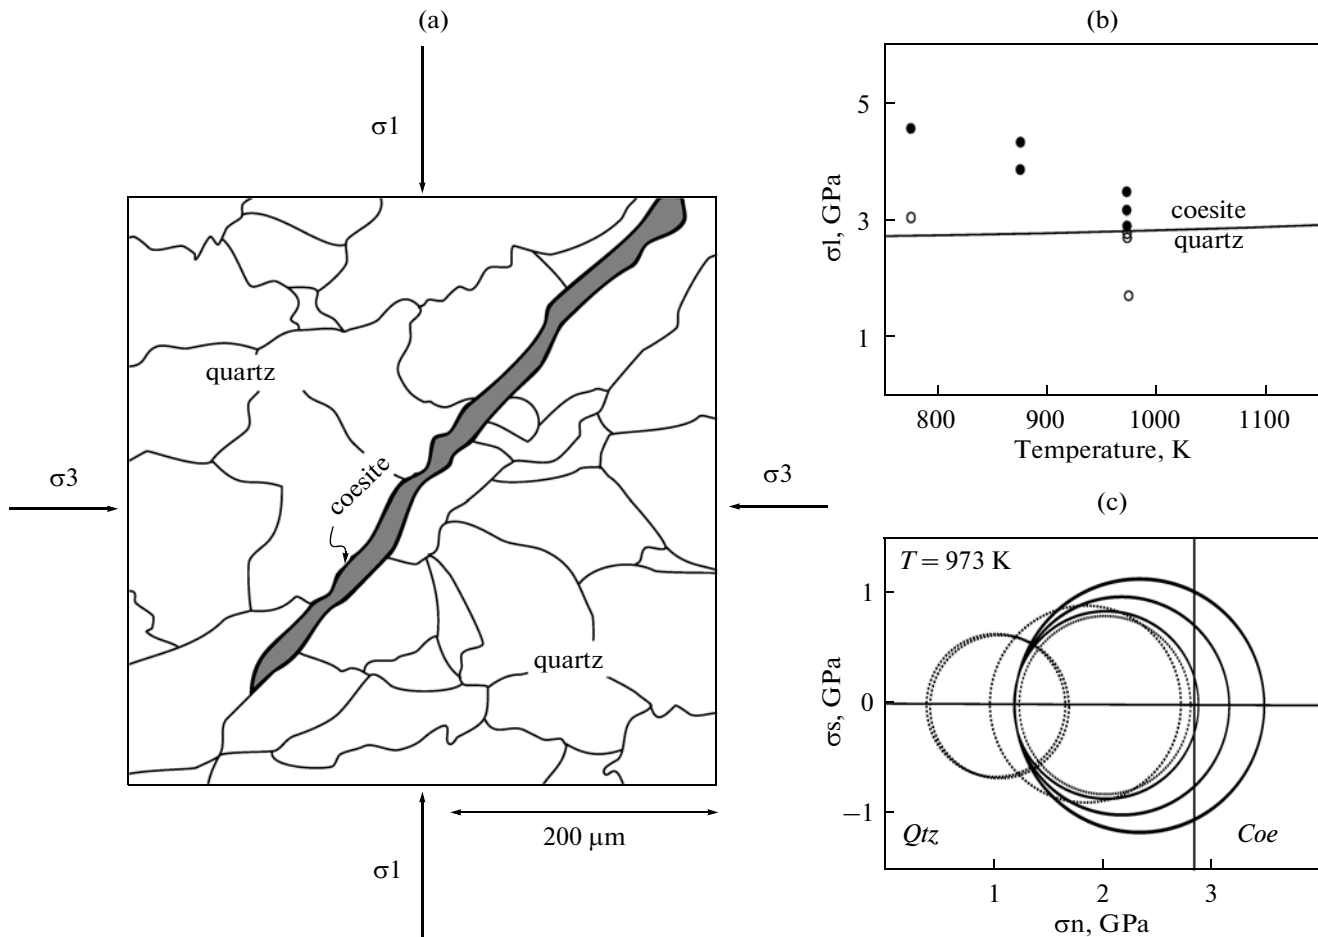 (a)
σ1
quartz
coesite
σ3
σ3
quartz
200 μm
σ1
(b)
5
3
1
σl, GPa
coesite
quartz
800 900 1000 1100
Temperature, K
(c)
T = 973 K
1
0
−1
σs, GPa
Qtz Coe
1 2 3
σn, GPa